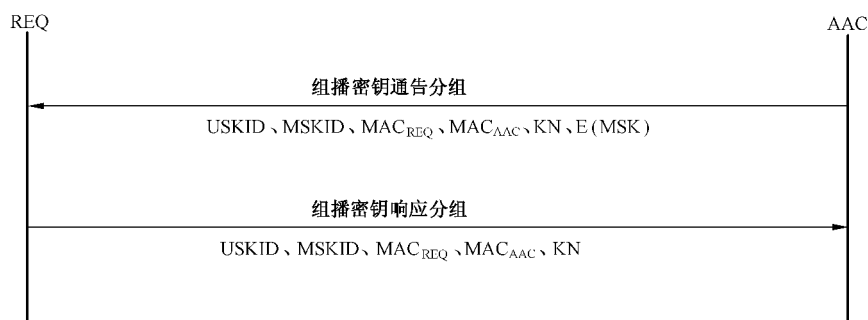 REQ AAC
组播密钥通告分组
USKID、MSKID、MAC_REQ、MAC_AAC、KN、E(MSK)
组播密钥响应分组
USKID、MSKID、MAC_REQ、MAC_AAC、KN